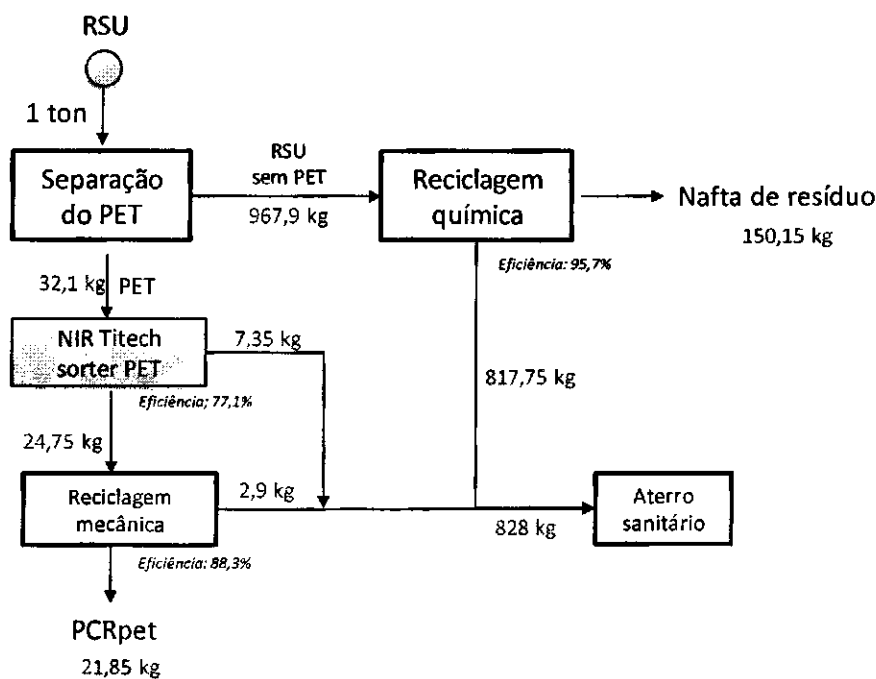 RSU
1 ton
Separação
do PET
RSU
sem PET
967,9 kg
Reciclagem
química
Nafta de resíduo
150,15 kg
Eficiência: 95,7%
32,1 kg PET
NIR Titech
sorter PET
7,35 kg
Eficiência; 77,1%
817,75 kg
24,75 kg
Reciclagem
mecânica
2,9 kg
828 kg
Aterro
sanitário
Eficiência: 88,3%
PCRpet
21,85 kg